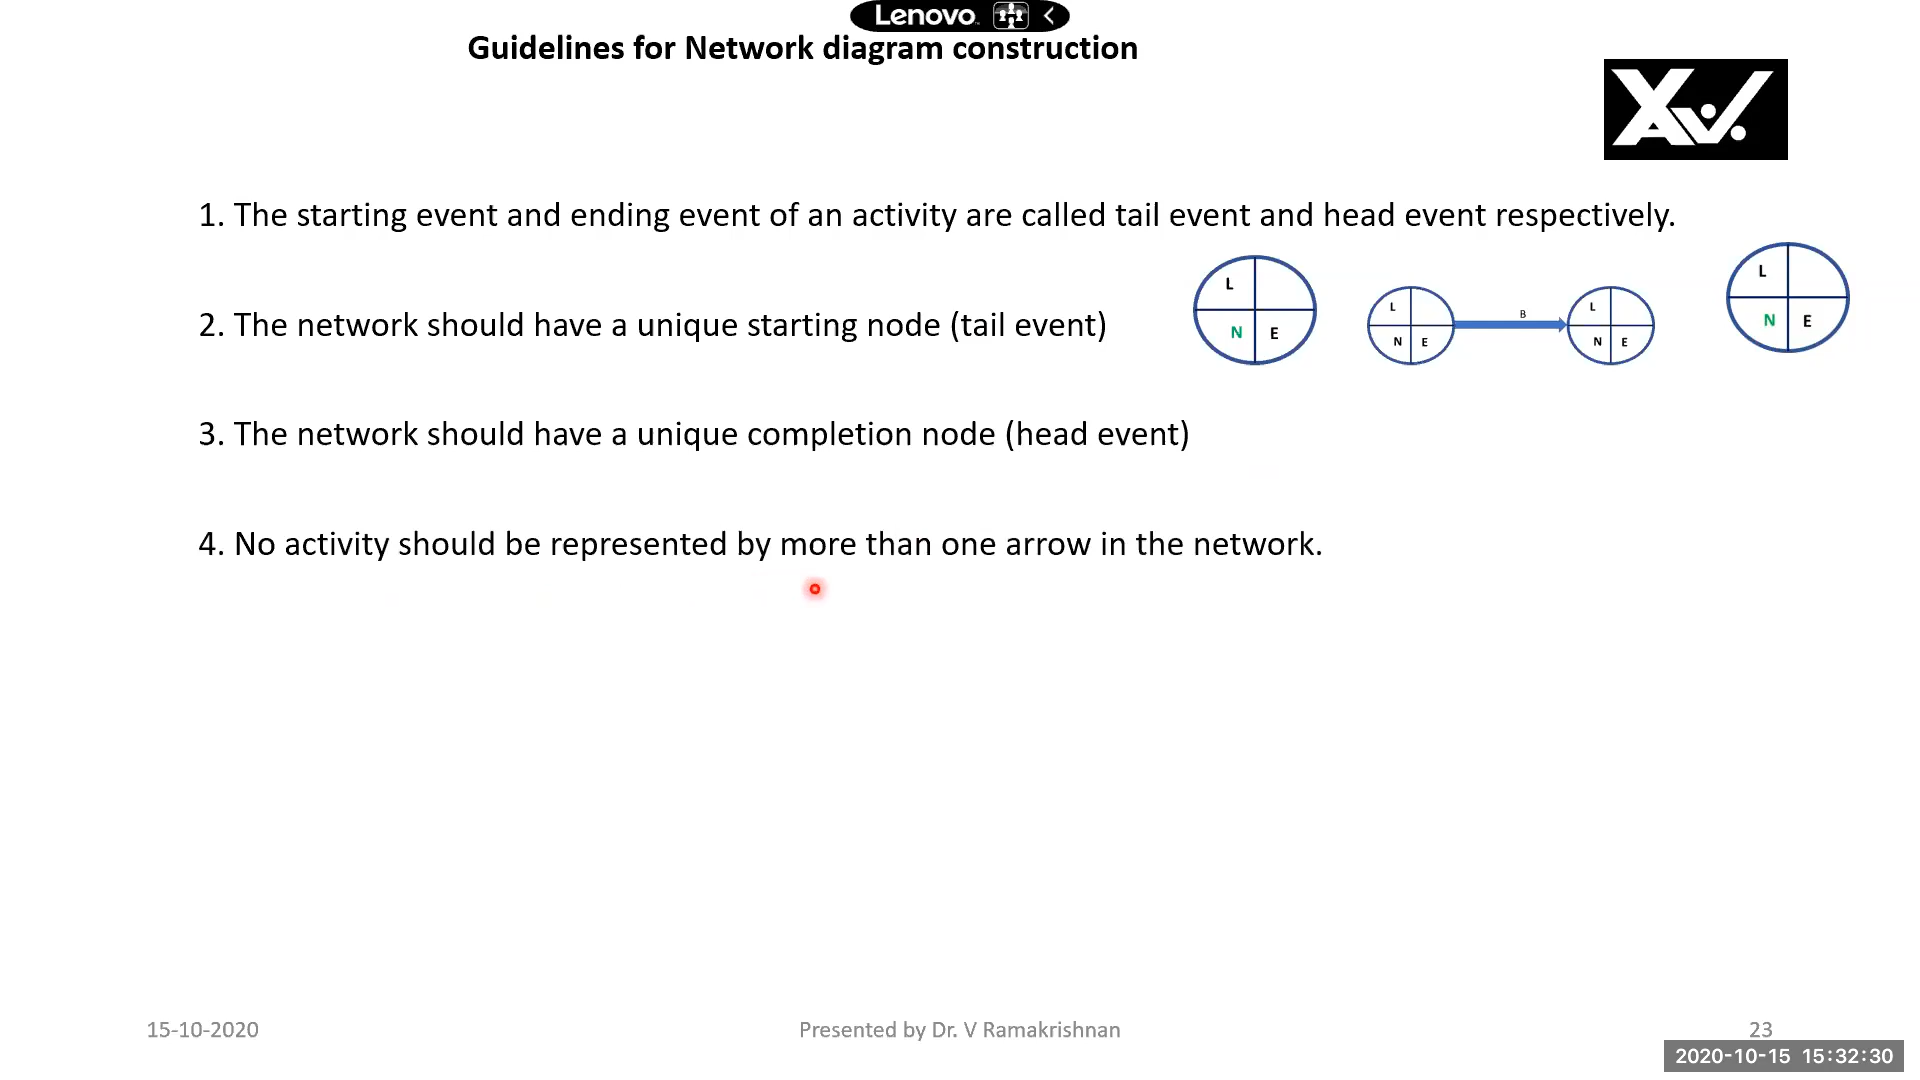 Lenovo
Guidelines for Network diagram construction
XAV.
1. The starting event and ending event of an activity are called tail event and head event respectively.
L
N E
L
N E
B
L
N E
L
N E
2. The network should have a unique starting node (tail event)
3. The network should have a unique completion node (head event)
4. No activity should be represented by more than one arrow in the network.
15-10-2020
Presented by Dr. V Ramakrishnan
23
2020-10-15 15:32:30